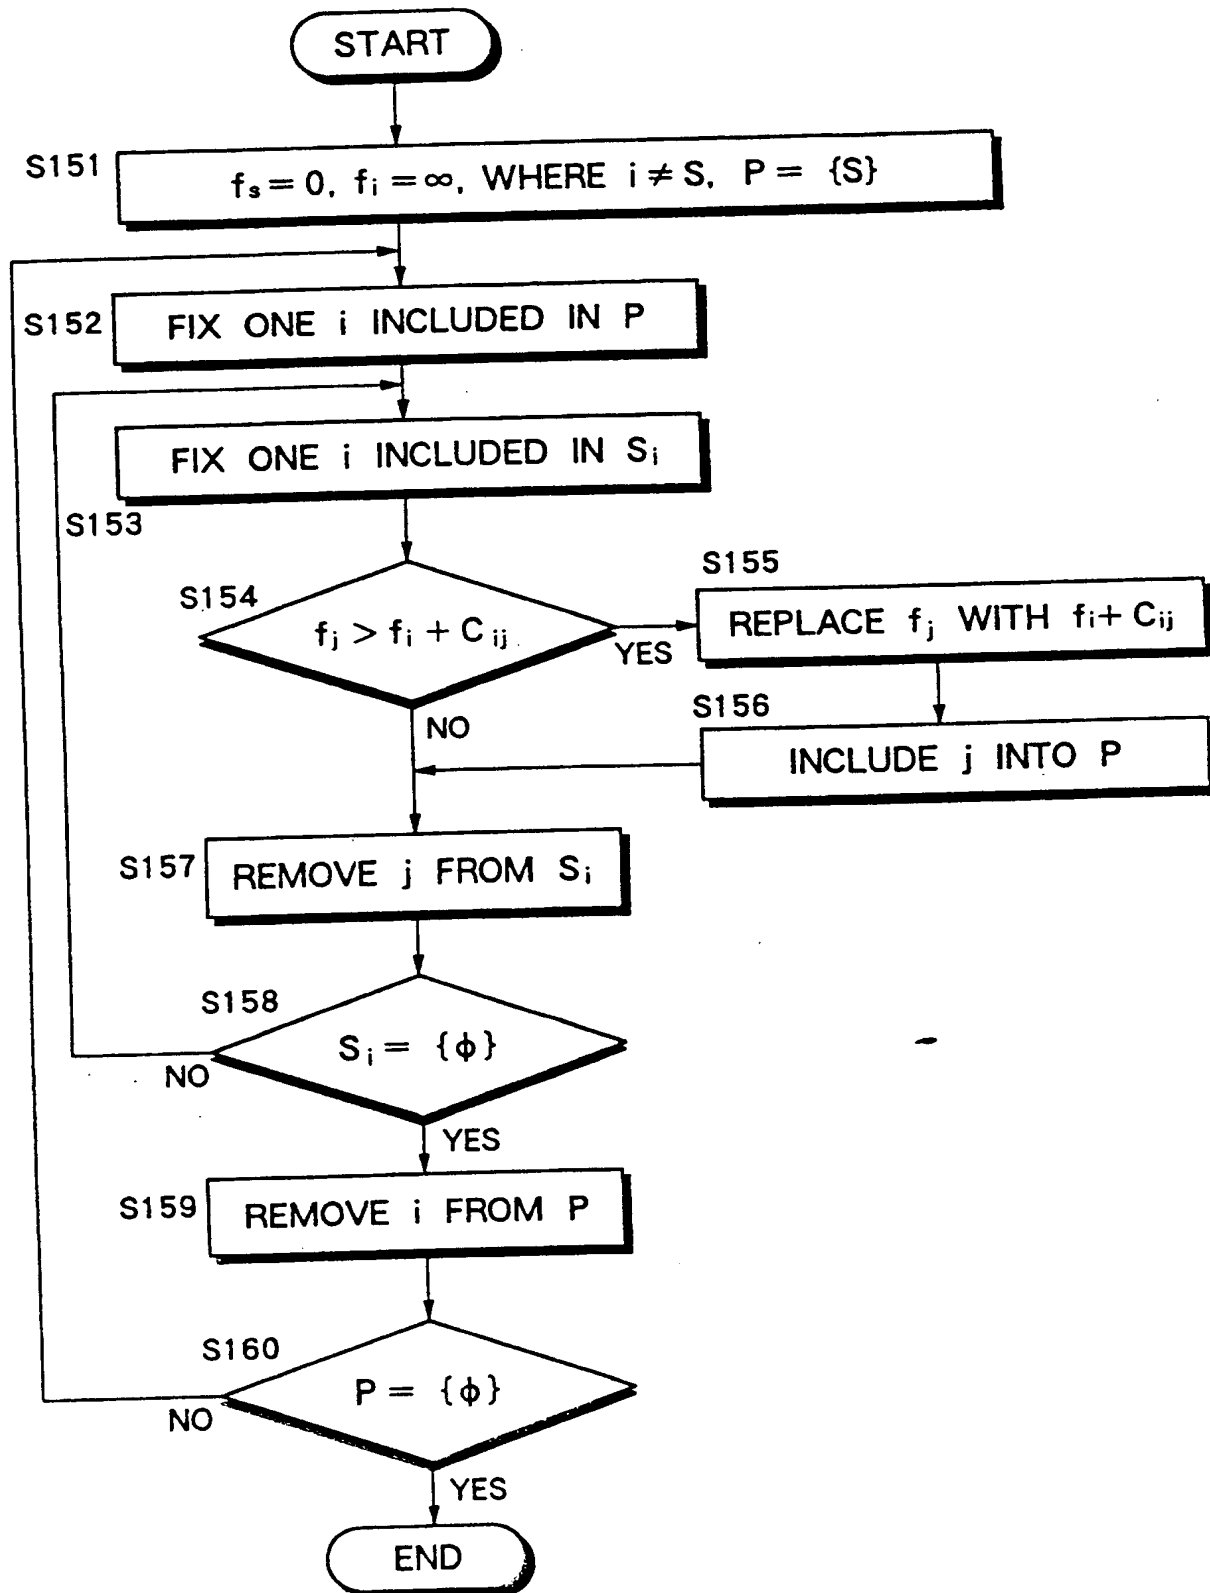 START
S151
fs = 0, fi = ∞, WHERE i ≠ S, P = {S}
S152
FIX ONE i INCLUDED IN P
FIX ONE i INCLUDED IN Si
S153
S154
fj > fi + Cij
YES
NO
S155
REPLACE fj WITH fi + Cij
S156
INCLUDE j INTO P
S157
REMOVE j FROM Si
S158
Si = {ϕ}
NO
YES
S159
REMOVE i FROM P
S160
P = {ϕ}
NO
YES
END